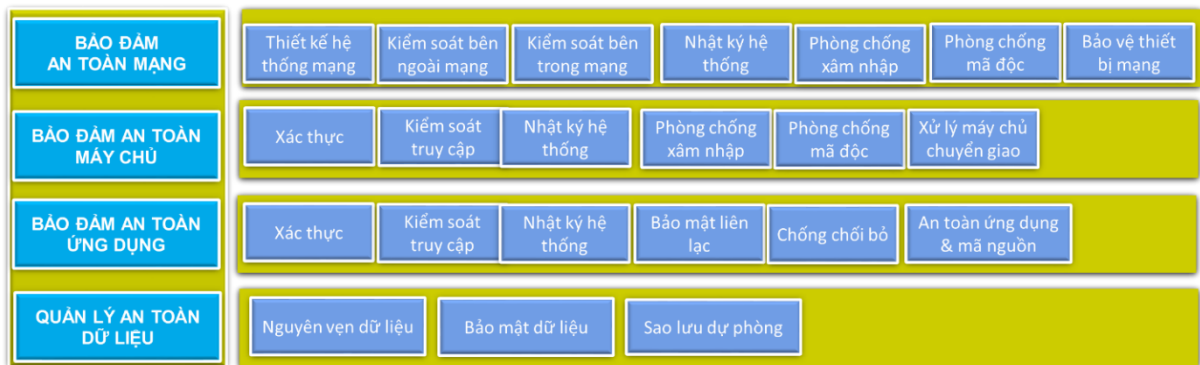 BẢO ĐẢM
AN TOÀN MẠNG
Thiết kế hệ
thống mạng
Kiểm soát bên
ngoài mạng
Kiểm soát bên
trong mạng
Nhật ký hệ
thống
Phòng chống
xâm nhập
Phòng chống
mã độc
Bảo vệ thiết
bị mạng
BẢO ĐẢM AN TOÀN
MÁY CHỦ
Xác thực
Kiểm soát
truy cập
Nhật ký hệ
thống
Phòng chống
xâm nhập
Phòng chống
mã độc
Xử lý máy chủ
chuyển giao
BẢO ĐẢM AN TOÀN
ỨNG DỤNG
Xác thực
Kiểm soát
truy cập
Nhật ký hệ
thống
Bảo mật liên
lạc
Chống chối bỏ
An toàn ứng dụng
& mã nguồn
QUẢN LÝ AN TOÀN
DỮ LIỆU
Nguyên vẹn dữ liệu
Bảo mật dữ liệu
Sao lưu dự phòng